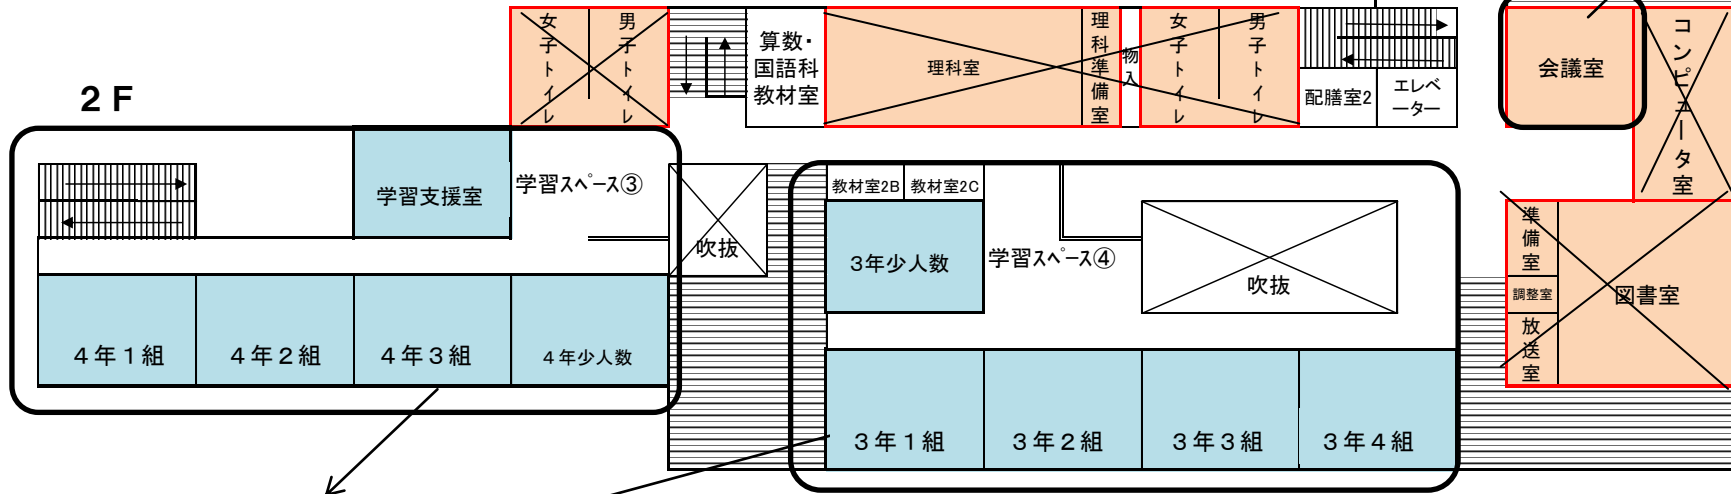 ２Ｆ
女子トイレ
男子トイレ
算数・
国語科
教材室
理科室
理科準備室
物入
女子トイレ
男子トイレ
配膳室2
エレベ
ーター
会議室
コンピュータ室
学習支援室
学習スペース③
吹抜
教材室2B
教材室2C
3年少人数
学習スペース④
吹抜
準備室
調整室
放送室
図書室
４年１組
４年２組
４年３組
４年少人数
３年１組
３年２組
３年３組
３年４組